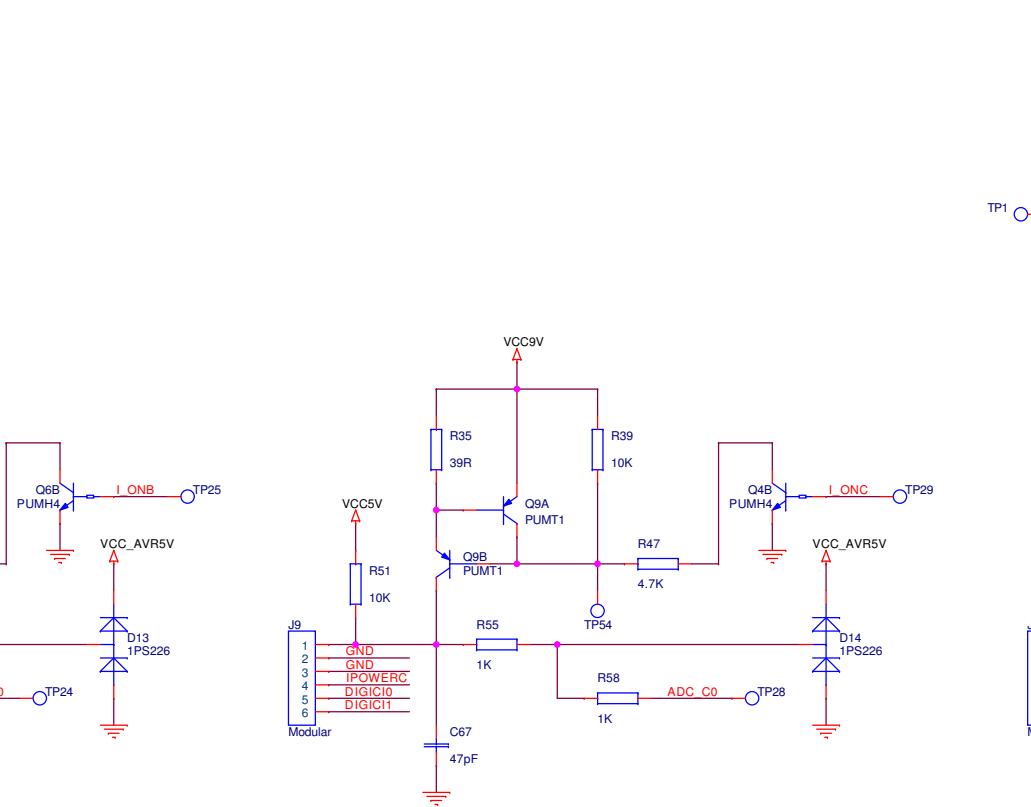 TP1
VCC9V
R35
39R
R39
10K
Q6B
PUMH4
I_ONB
TP25
VCC5V
Q9A
PUMT1
Q4B
PUMH4
I_ONC
TP29
VCC_AVR5V
R51
10K
Q9B
PUMT1
R47
4.7K
VCC_AVR5V
TP54
D13
1PS226
J9
1
2
3
4
5
6
GND
GND
IPOWERC
DIGICI0
DIGICI1
Modular
R55
1K
D14
1PS226
TP24
R58
1K
ADC_C0
TP28
C67
47pF